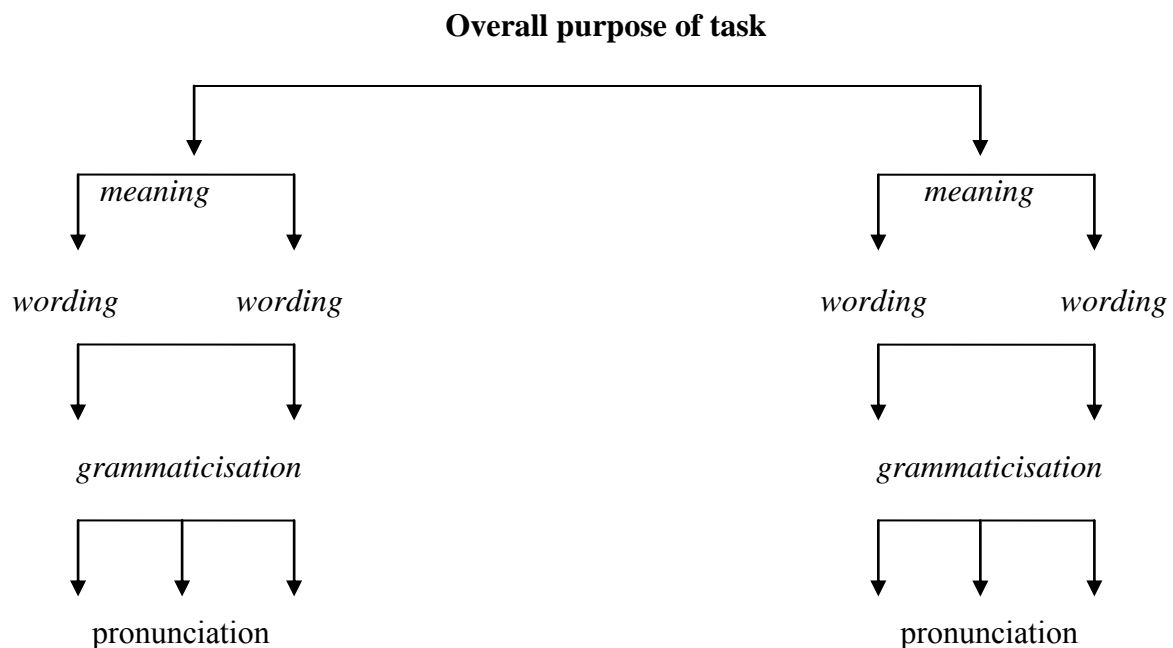 Overall purpose of task
meaning meaning
wording wording wording wording
grammaticisation grammaticisation
pronunciation pronunciation